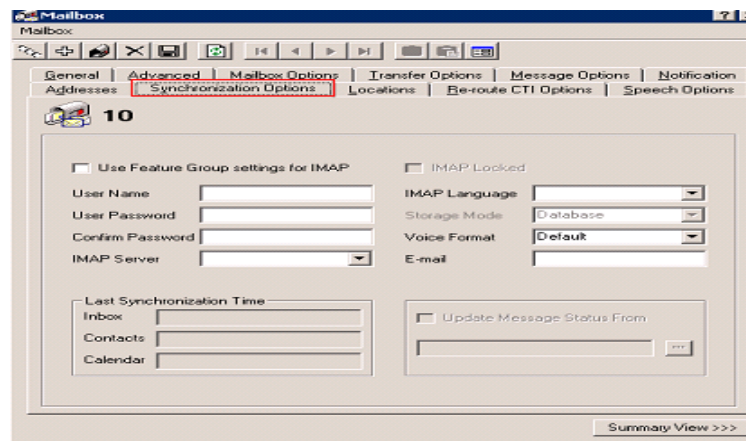 Mailbox
Mailbox
General | Advanced | Mailbox Options | Transfer Options | Message Options | Notification
Addresses | Synchronization Options | Locations | Re-route CTI Options | Speech Options
10
Use Feature Group settings for IMAP
IMAP Locked
User Name
IMAP Language
User Password
Storage Mode Database
Confirm Password
Voice Format Default
IMAP Server
E-mail
Last Synchronization Time
Inbox
Update Message Status From
Contacts
...
Calendar
Summary View >>>